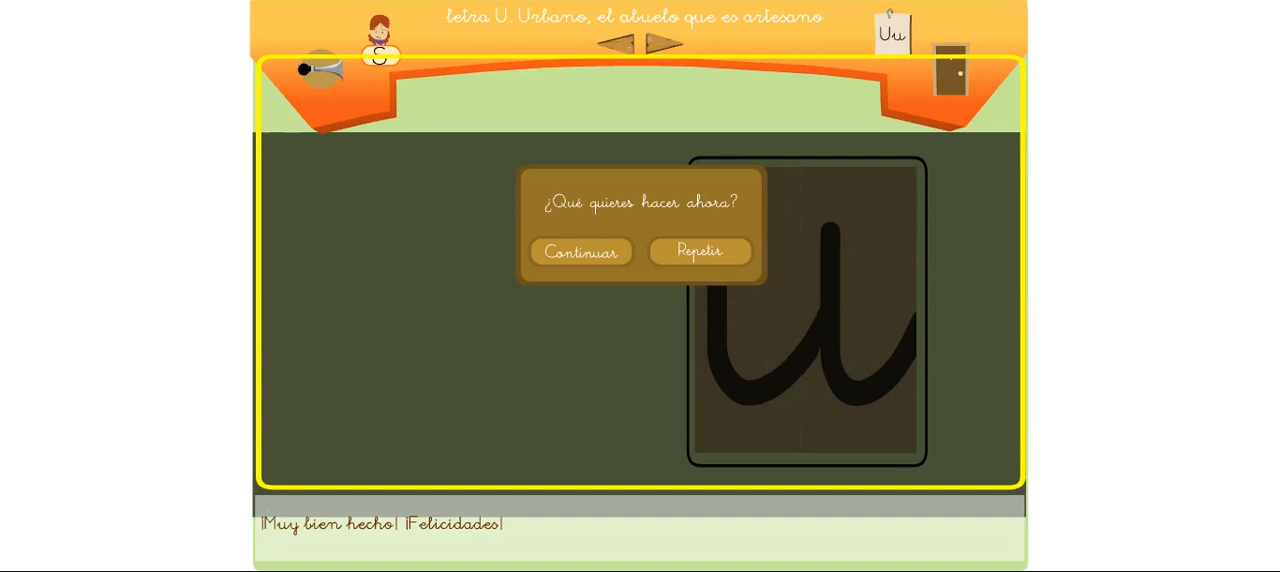 letra U. Urbano, el abuelo que es artesano
S
Uu
¿Qué quieres hacer ahora?
Continuar
Repetir
u
¡Muy bien hecho! ¡Felicidades!